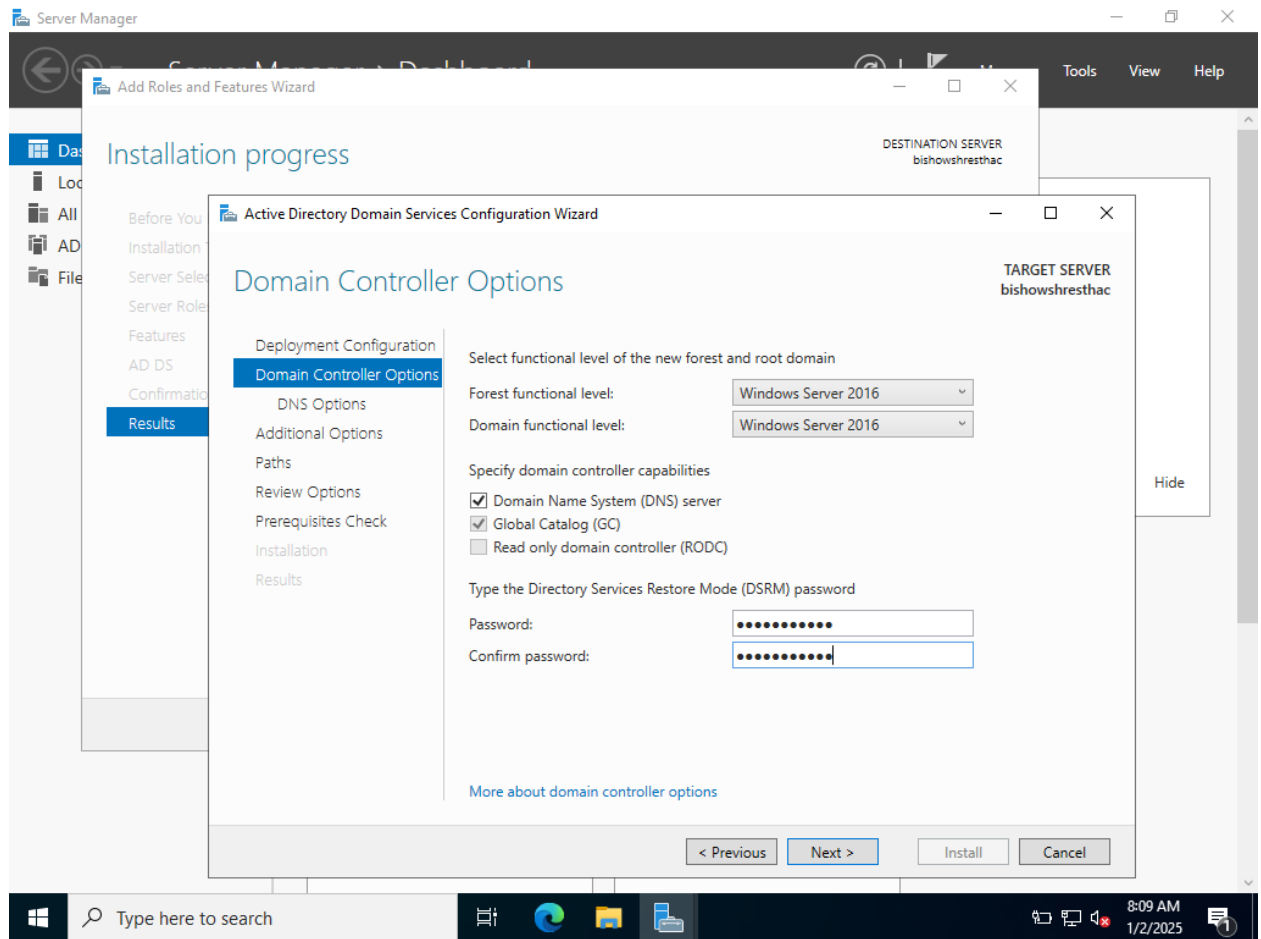 Server Manager
Tools View Help
Add Roles and Features Wizard
Installation progress
DESTINATION SERVER
bishowshresthac
Das
Loc
All
AD
File
Before You
Installation
Server Selec
Server Role
Features
AD DS
Confirmatio
Results
Active Directory Domain Services Configuration Wizard
Domain Controller Options
TARGET SERVER
bishowshresthac
Deployment Configuration
Domain Controller Options
DNS Options
Additional Options
Paths
Review Options
Prerequisites Check
Installation
Results
Select functional level of the new forest and root domain
Forest functional level: Windows Server 2016
Domain functional level: Windows Server 2016
Specify domain controller capabilities
Domain Name System (DNS) server
Global Catalog (GC)
Read only domain controller (RODC)
Type the Directory Services Restore Mode (DSRM) password
Password: ●●●●●●●●●●●
Confirm password: ●●●●●●●●●●●
More about domain controller options
< Previous Next > Install Cancel
Hide
Type here to search
8:09 AM
1/2/2025
1